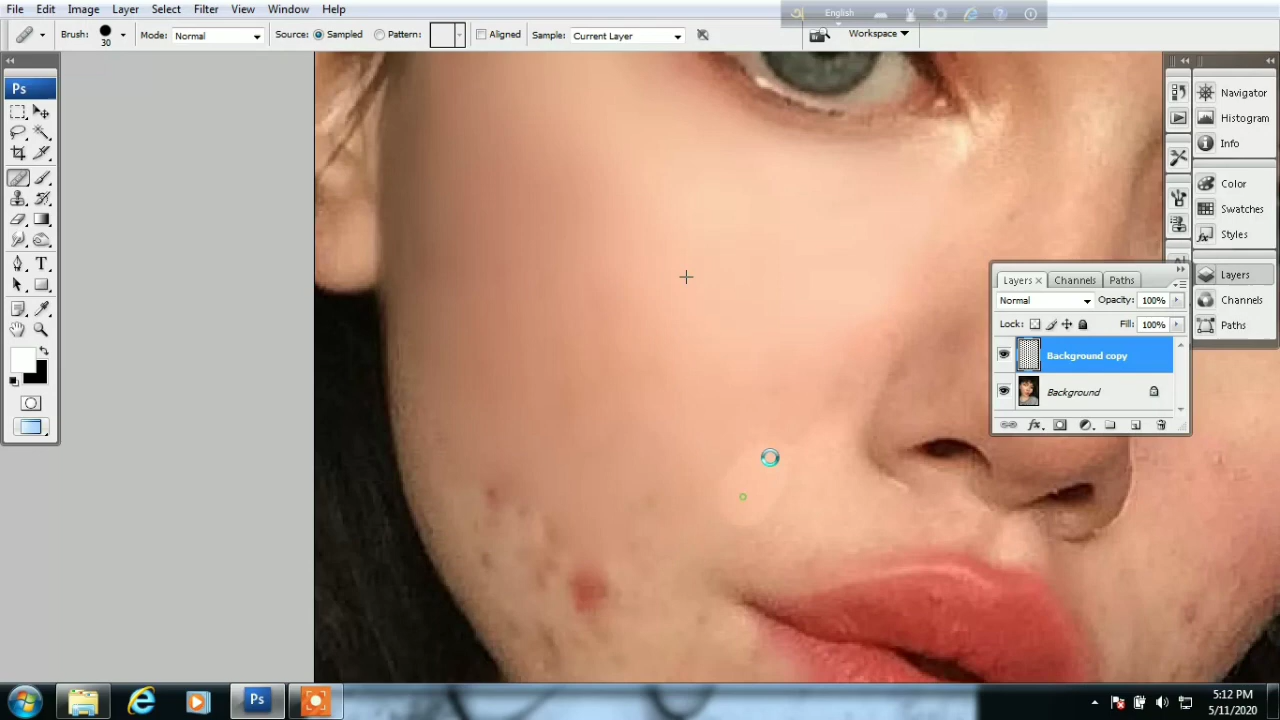 File Edit Image Layer Select Filter View Window Help
অ English
Brush: 30 Mode: Normal Source: Sampled Pattern: Aligned Sample: Current Layer Workspace
Ps
Navigator
Histogram
Info
Color
Swatches
Styles
Layers
Channels
Paths
Layers Channels Paths
Normal Opacity: 100%
Lock: Fill: 100%
Background copy
Background
fx
Ps
5:12 PM
5/11/2020